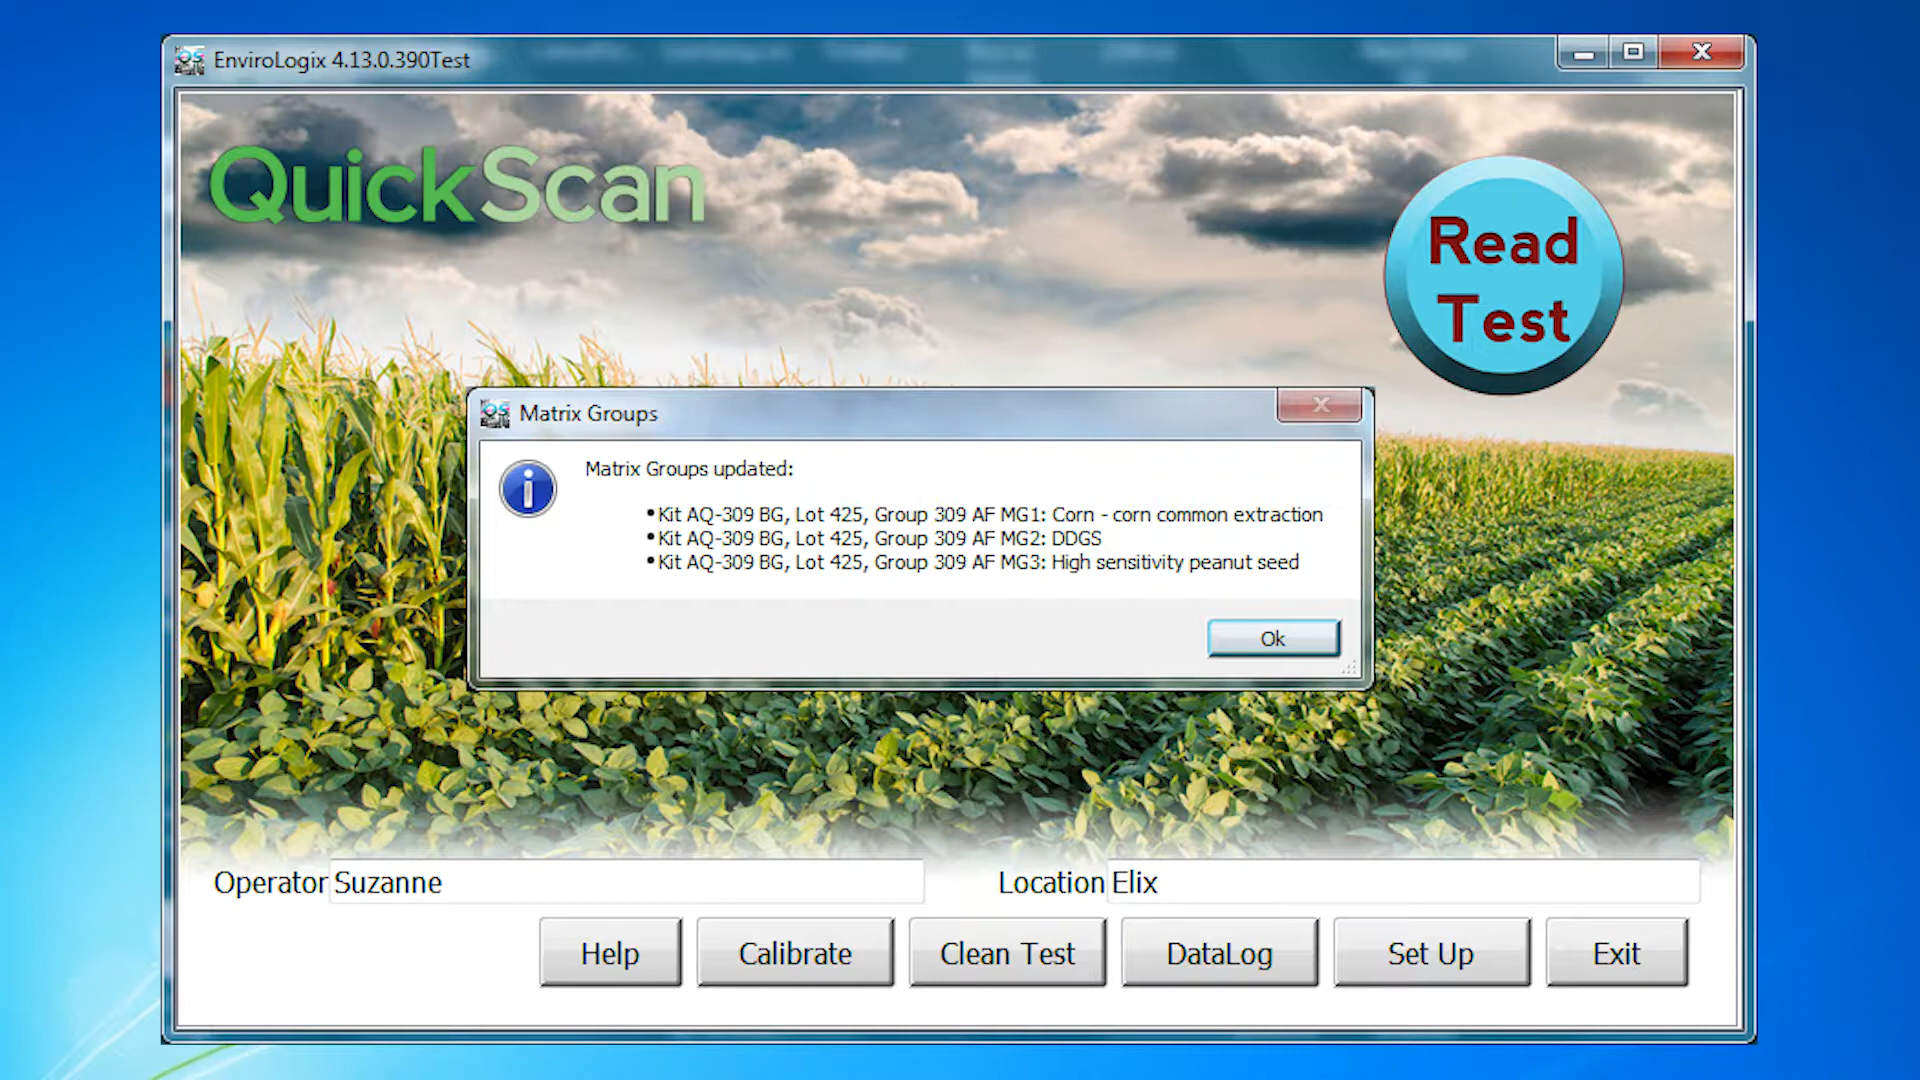 EnviroLogix 4.13.0.390Test
QuickScan
Read
Test
Matrix Groups
Matrix Groups updated:
•Kit AQ-309 BG, Lot 425, Group 309 AF MG1: Corn - corn common extraction
•Kit AQ-309 BG, Lot 425, Group 309 AF MG2: DDGS
•Kit AQ-309 BG, Lot 425, Group 309 AF MG3: High sensitivity peanut seed
Ok
Operator Suzanne Location Elix
Help Calibrate Clean Test DataLog Set Up Exit